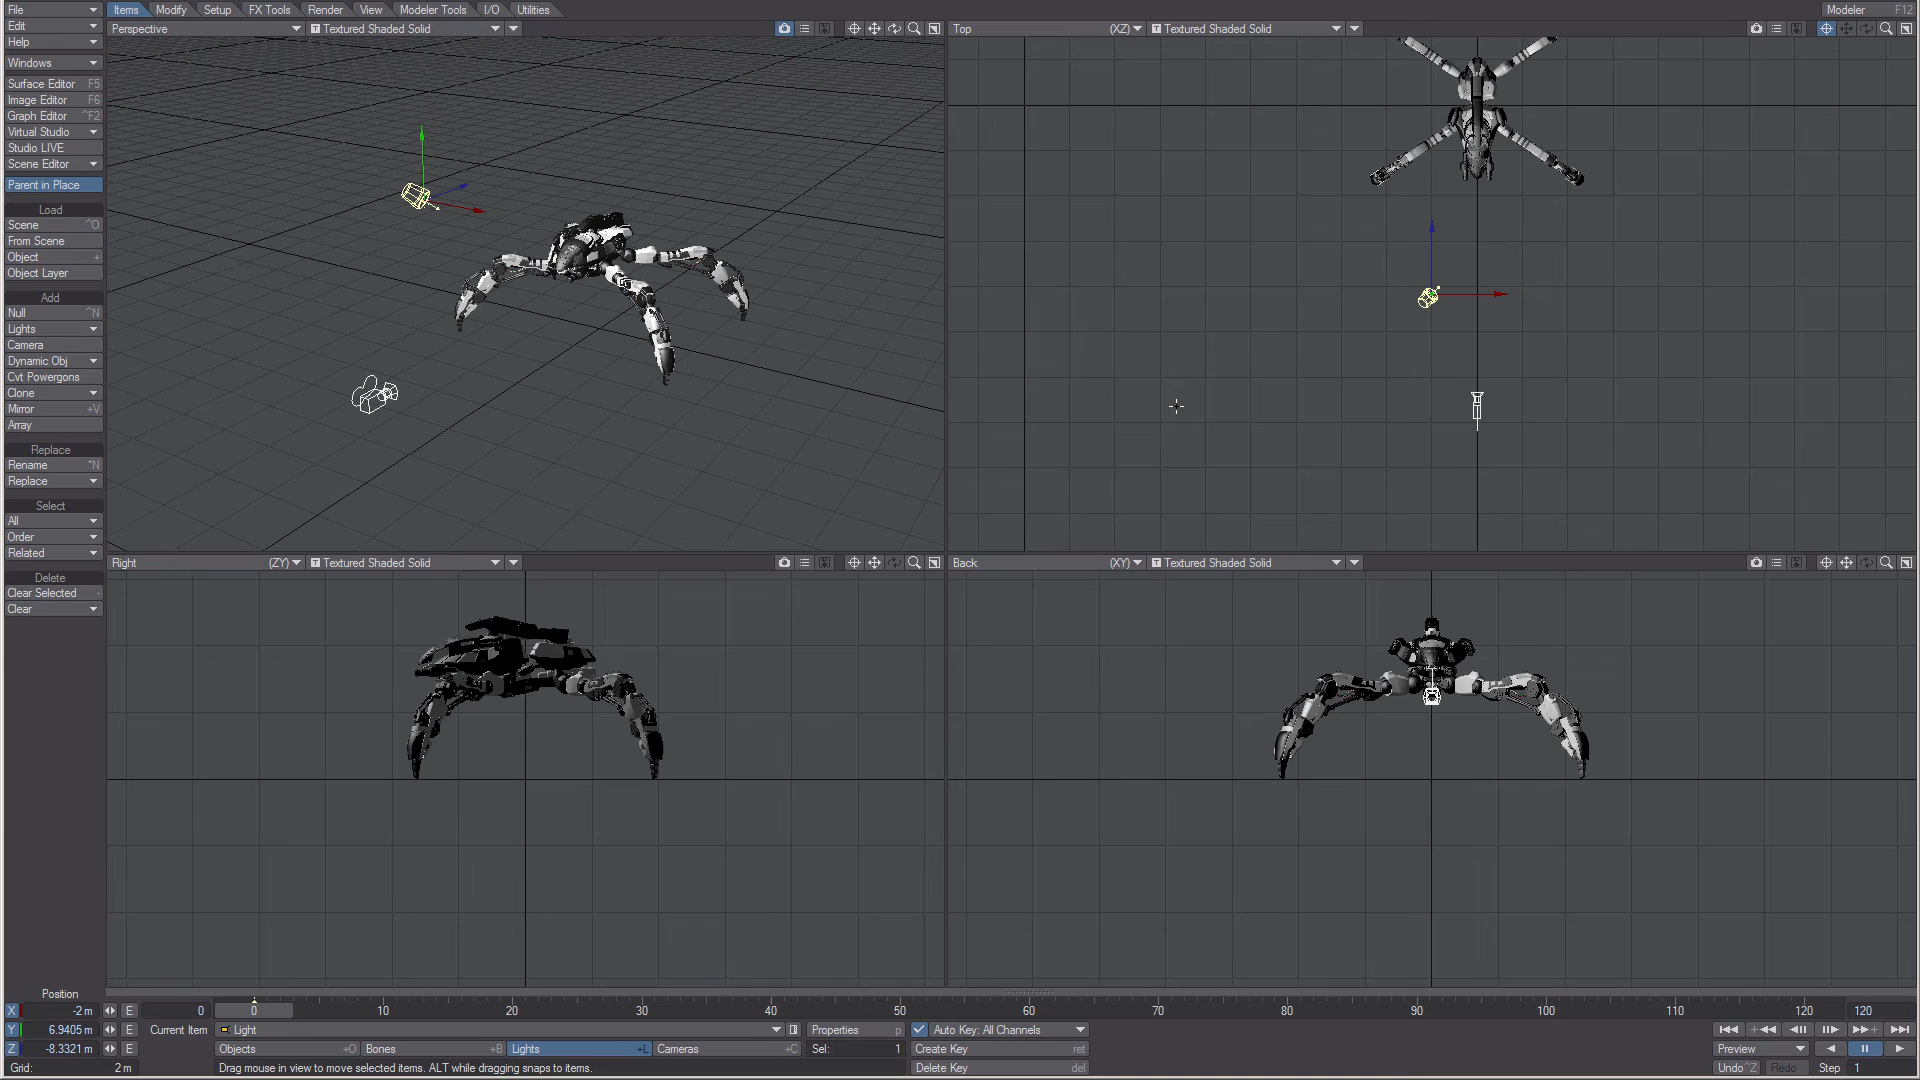 File Items Modify Setup FX Tools Render View Modeler Tools I/O Utilities Modeler F12
Edit
Help
Windows
Surface Editor F5
Image Editor F6
Graph Editor ^F2
Virtual Studio
Studio LIVE
Scene Editor
Parent in Place
Load
Scene ^O
From Scene
Object +
Object Layer
Add
Null ^N
Lights
Camera
Dynamic Obj
Cvt Powergons
Clone
Mirror +V
Array
Replace
Rename
Replace
Select
All
Order
Related
Delete
Clear Selected -
Clear
Perspective T Textured Shaded Solid
Top (XZ) T Textured Shaded Solid
Right (ZY) T Textured Shaded Solid
Back (XY) T Textured Shaded Solid
Position
X -2 m E 0 0 10 20 30 40 50 60 70 80 90 100 110 120 120
Y 6.9405 m E Current Item Light Properties p Auto Key: All Channels
Z -8.3321 m E Objects +O Bones +B Lights +L Cameras +C Sel: 1 Create Key ret Preview
Grid: 2 m Drag mouse in view to move selected items. ALT while dragging snaps to items. Delete Key del Undo ^Z Redo Step 1